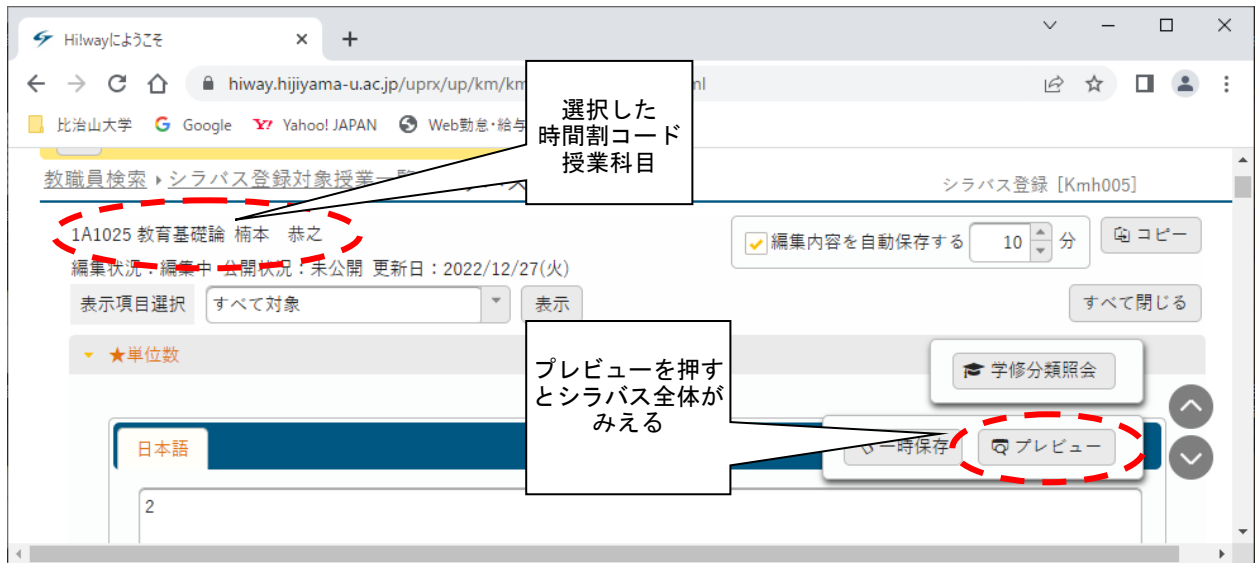 Hi!wayにようこそ
hiway.hijiyama-u.ac.jp/uprx/up/km/km
ml
比治山大学 Google Yahoo! JAPAN Web勤怠・給与
選択した
時間割コード
授業科目
教職員検索 ▸ シラバス登録対象授業一覧
シラバス登録 [Kmh005]
1A1025 教育基礎論 楠本　恭之
編集内容を自動保存する 10 分 コピー
編集状況：編集中 公開状況：未公開 更新日：2022/12/27(火)
表示項目選択 すべて対象 表示 すべて閉じる
★単位数
学修分類照会
プレビューを押す
とシラバス全体が
みえる
日本語
一時保存 プレビュー
2